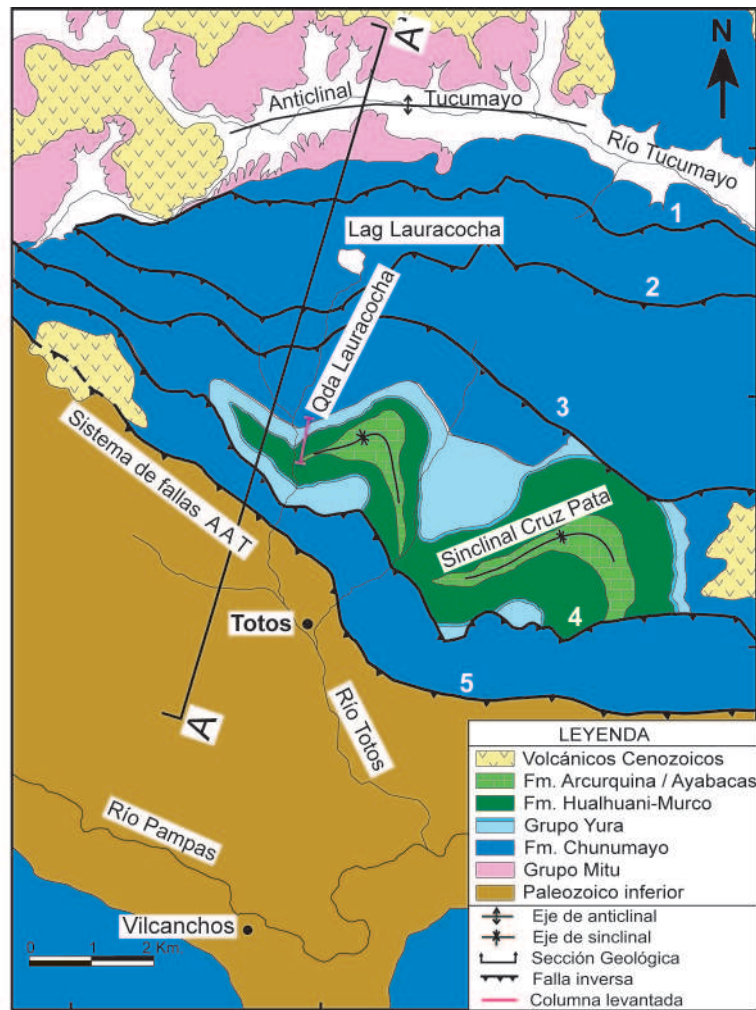 A'
N
Anticlinal Tucumayo
Río Tucumayo
1
Lag Lauracocha
2
Qda Lauracocha
3
Sistema de fallas AAT
Sinclinal Cruz Pata
4
Totos
5
A
Río Totos
Río Pampas
Vilcanchos
0 1 2 Km.
LEYENDA
Volcánicos Cenozoicos
Fm. Arcurquina / Ayabacas
Fm. Hualhuani-Murco
Grupo Yura
Fm. Chunumayo
Grupo Mitu
Paleozoico inferior
Eje de anticlinal
Eje de sinclinal
Sección Geológica
Falla inversa
Columna levantada